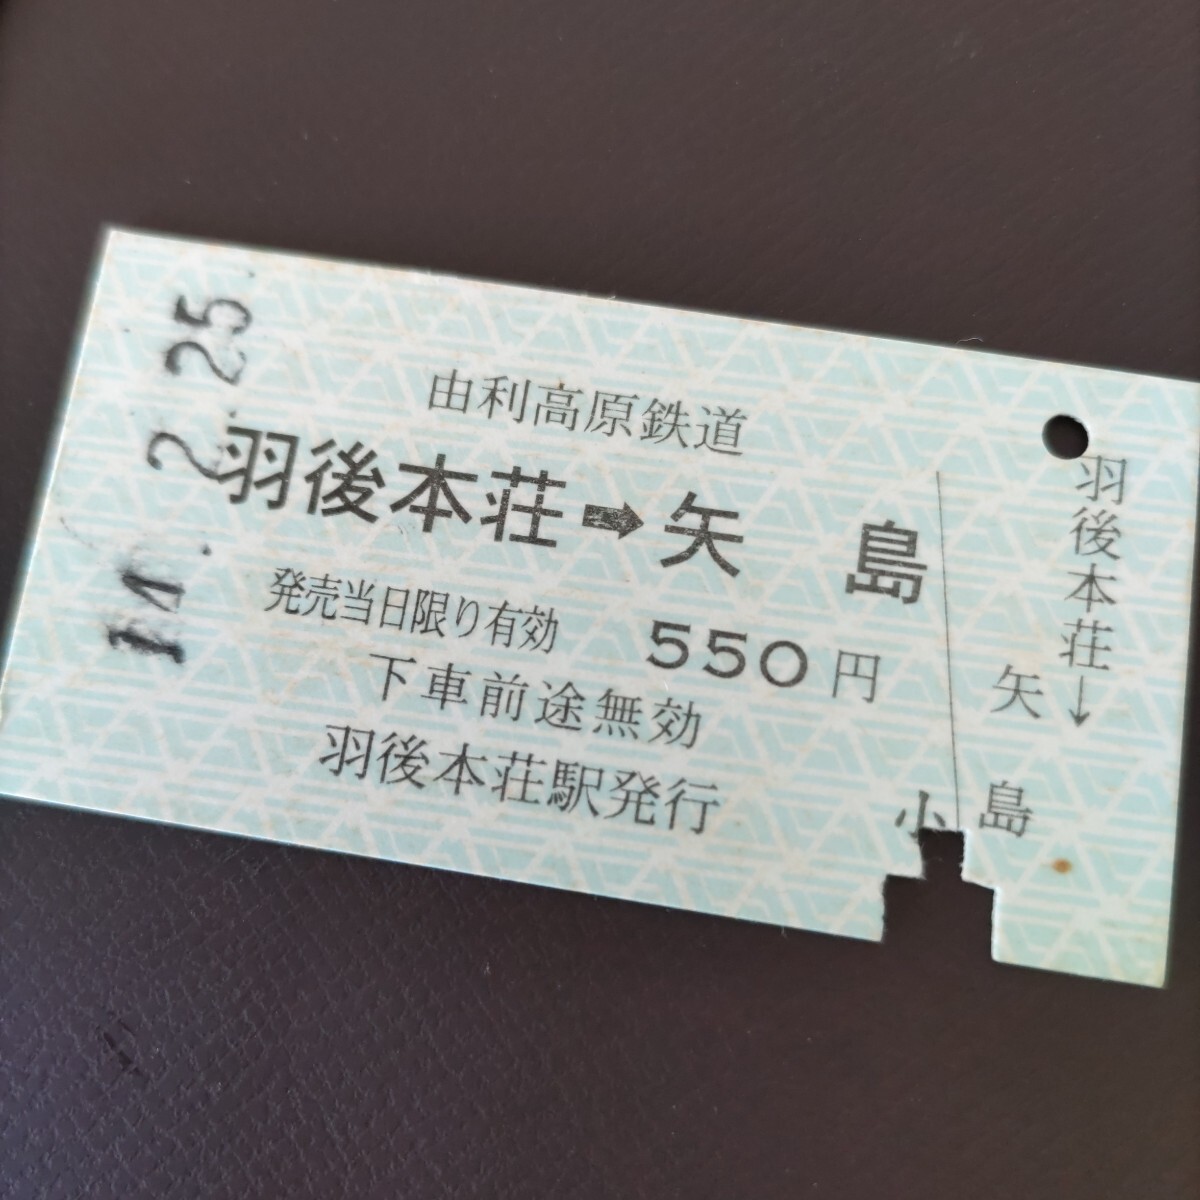 由利高原鉄道
羽後本荘➡矢島
発売当日限り有効 550円
下車前途無効
羽後本荘駅発行
小
羽後本荘→
矢島
2.25